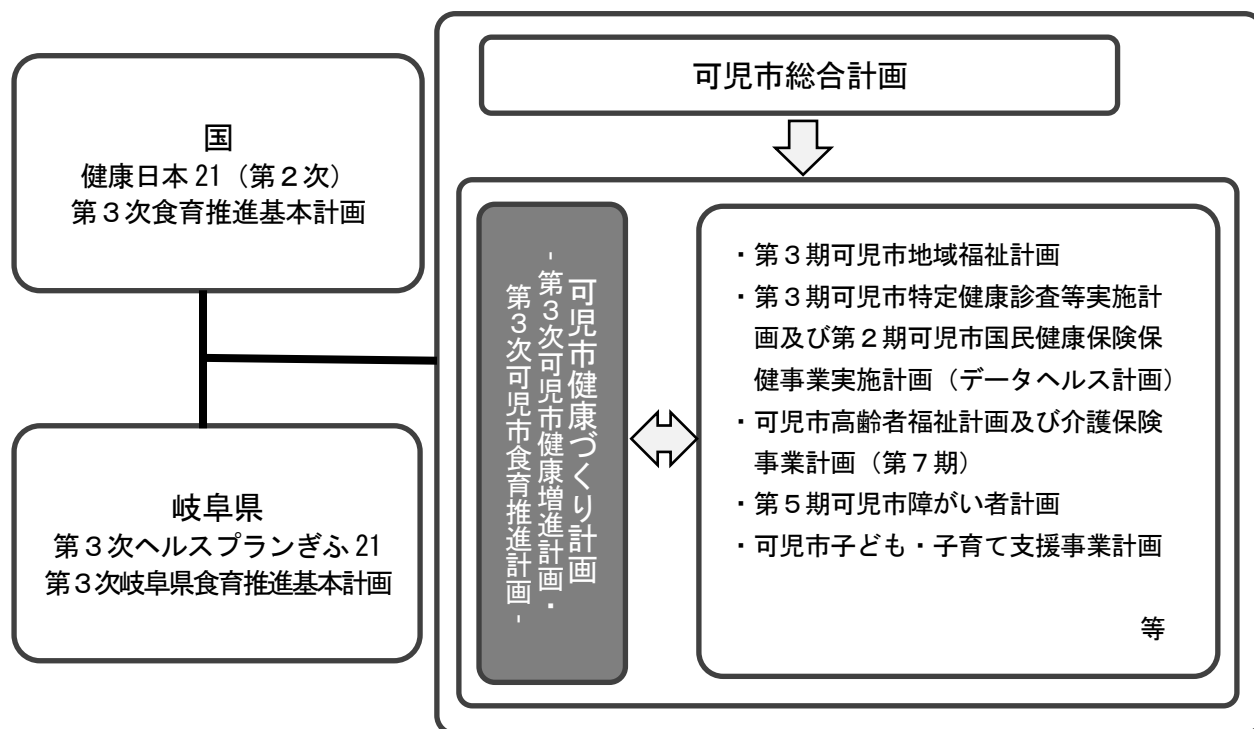 可児市総合計画
国
健康日本21（第２次）
第３次食育推進基本計画
岐阜県
第３次ヘルスプランぎふ21
第３次岐阜県食育推進基本計画
可児市健康づくり計画
-第３次可児市健康増進計画・
第３次可児市食育推進計画-
・第３期可児市地域福祉計画
・第３期可児市特定健康診査等実施計
画及び第２期可児市国民健康保険保
健事業実施計画（データヘルス計画）
・可児市高齢者福祉計画及び介護保険
事業計画（第７期）
・第５期可児市障がい者計画
・可児市子ども・子育て支援事業計画
等